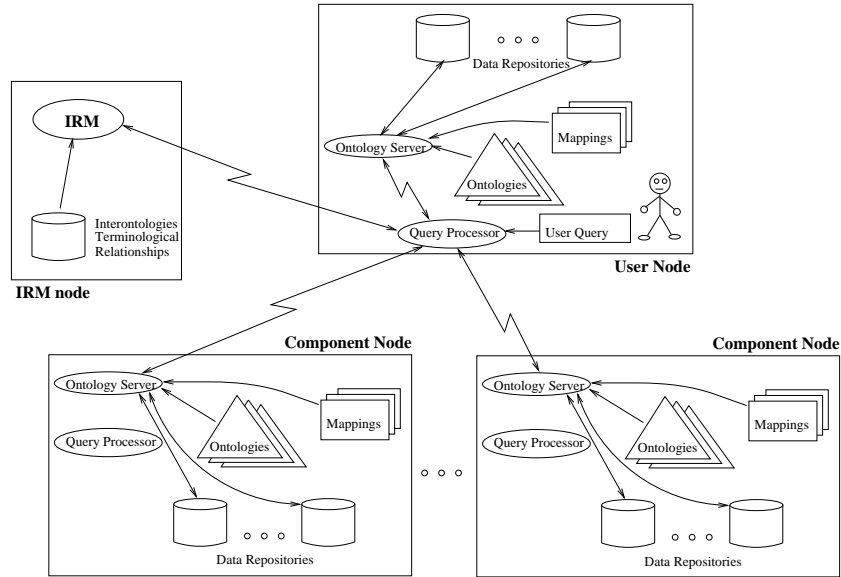 Data Repositories
IRM
Mappings
Ontology Server
Ontologies
Interontologies
Terminological
Relationships
Query Processor
User Query
User Node
IRM node
Component Node
Ontology Server
Mappings
Query Processor
Ontologies
Data Repositories
Component Node
Ontology Server
Mappings
Query Processor
Ontologies
Data Repositories